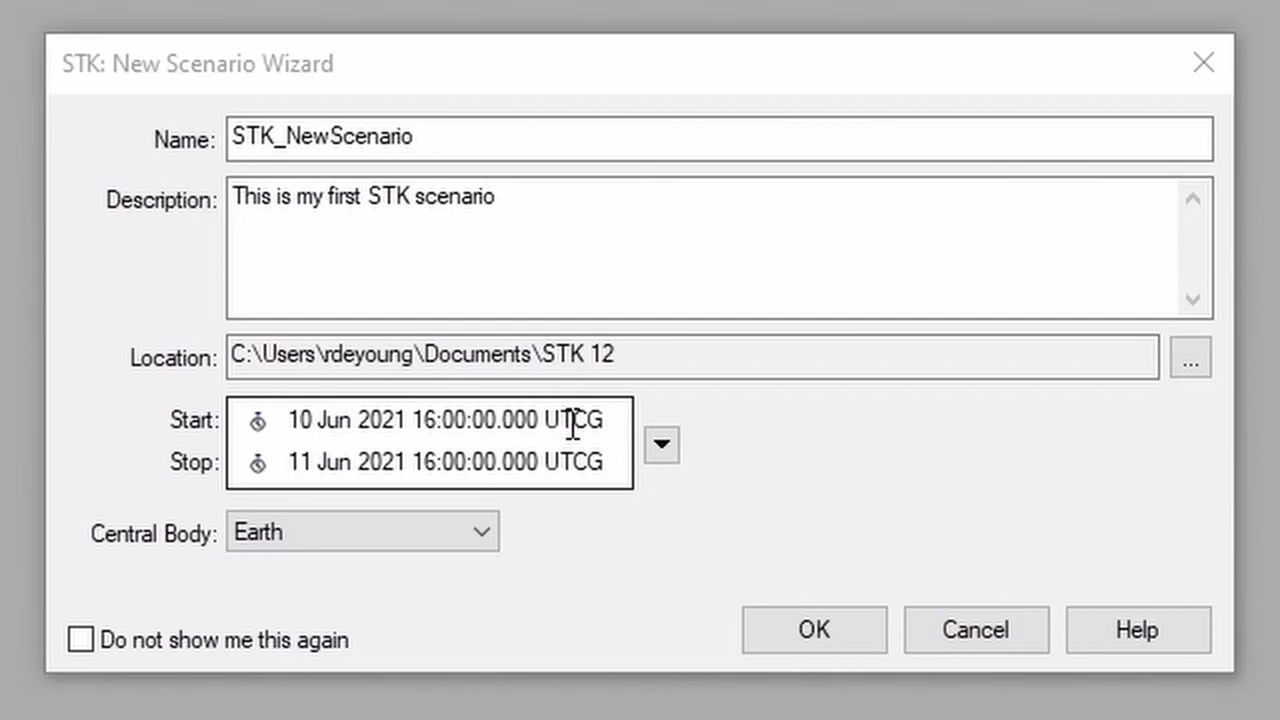 STK: New Scenario Wizard
Name: STK_NewScenario
Description: This is my first STK scenario
Location: C:\Users\rdeyoung\Documents\STK 12 ...
Start: 10 Jun 2021 16:00:00.000 UTCG
Stop: 11 Jun 2021 16:00:00.000 UTCG
Central Body: Earth
Do not show me this again OK Cancel Help